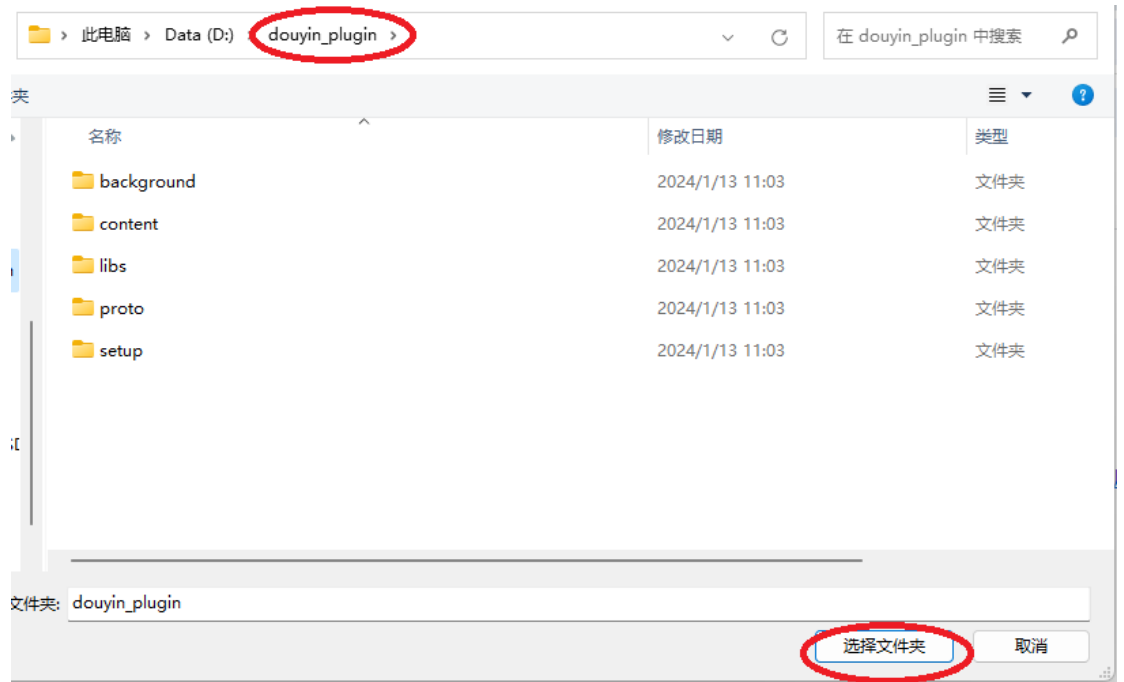 此电脑 > Data (D:) > douyin_plugin >
在 douyin_plugin 中搜索
夹
名称 修改日期 类型
background 2024/1/13 11:03 文件夹
content 2024/1/13 11:03 文件夹
libs 2024/1/13 11:03 文件夹
proto 2024/1/13 11:03 文件夹
setup 2024/1/13 11:03 文件夹
文件夹: douyin_plugin
选择文件夹 取消